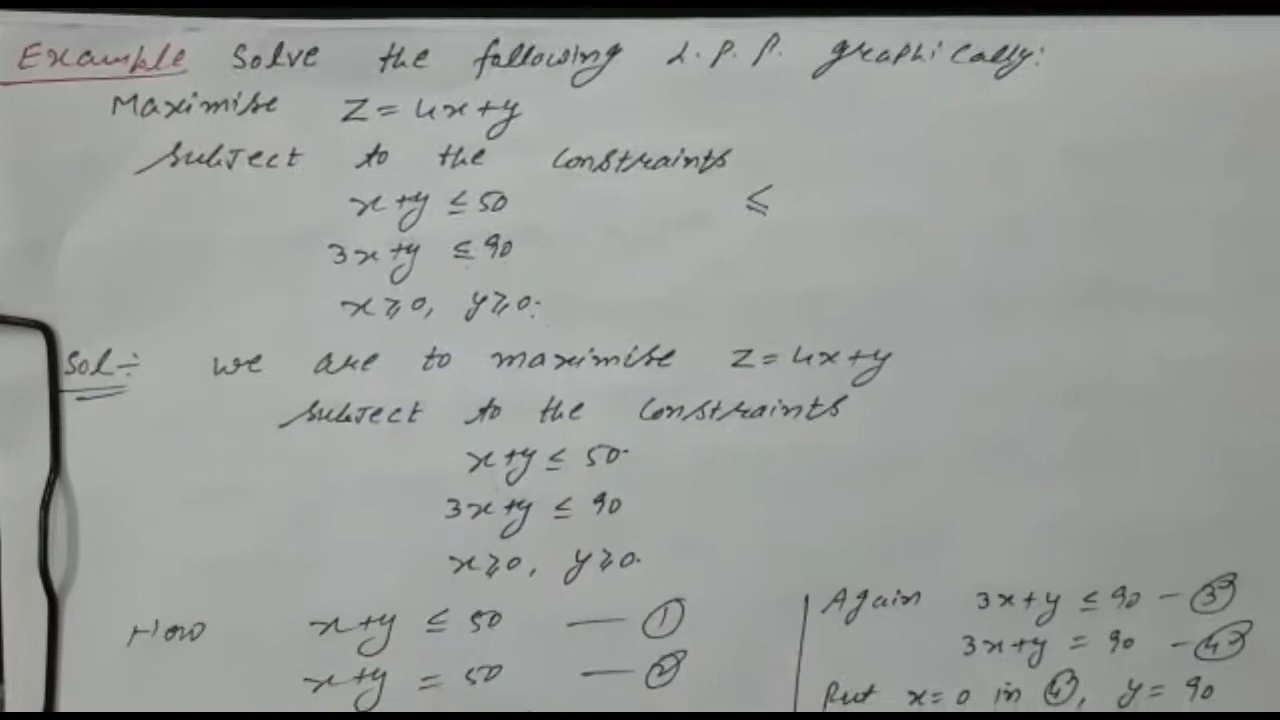 Example Solve the following L.P.P. graphically:
Maximise Z = 4x+y
Subject to the constraints
x+y ≤ 50 ≤
3x+y ≤ 90
x ≥ 0, y ≥ 0.
Sol÷ We are to maximise Z = 4x+y
Subject to the constraints
x+y ≤ 50.
3x+y ≤ 90
x ≥ 0, y ≥ 0.
Now x+y ≤ 50 — ①
x+y = 50 — ②
Again 3x+y ≤ 90 — ③
3x+y = 90 — ④
Put x=0 in ④, y = 90